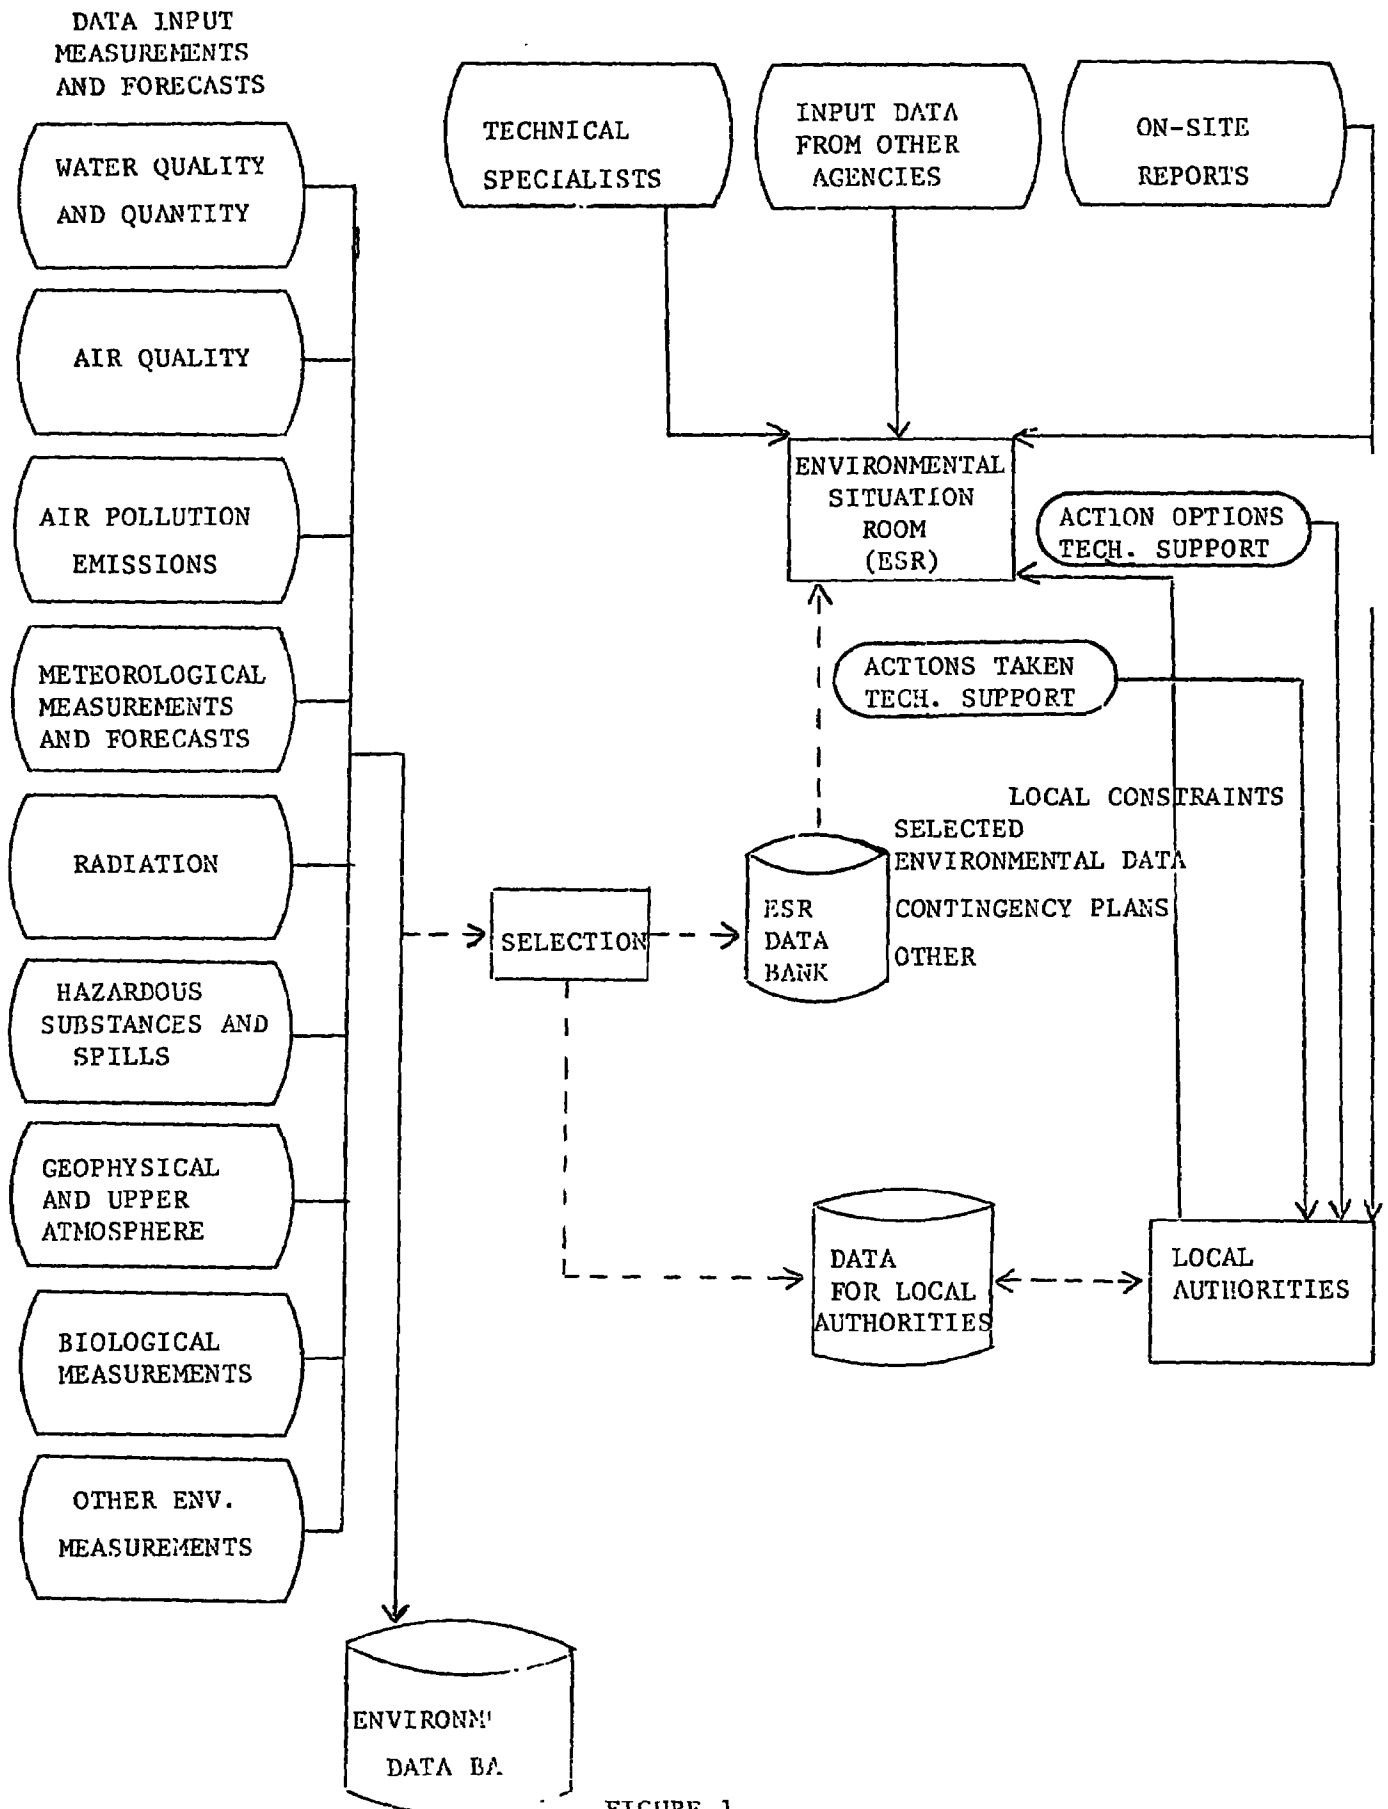 DATA INPUT
MEASUREMENTS
AND FORECASTS
WATER QUALITY
AND QUANTITY
AIR QUALITY
AIR POLLUTION
EMISSIONS
METEOROLOGICAL
MEASUREMENTS
AND FORECASTS
RADIATION
HAZARDOUS
SUBSTANCES AND
SPILLS
GEOPHYSICAL
AND UPPER
ATMOSPHERE
BIOLOGICAL
MEASUREMENTS
OTHER ENV.
MEASUREMENTS
TECHNICAL
SPECIALISTS
INPUT DATA
FROM OTHER
AGENCIES
ON-SITE
REPORTS
ENVIRONMENTAL
SITUATION
ROOM
(ESR)
ACTION OPTIONS
TECH. SUPPORT
ACTIONS TAKEN
TECH. SUPPORT
LOCAL CONSTRAINTS
SELECTED
ENVIRONMENTAL DATA
CONTINGENCY PLANS
OTHER
SELECTION
ESR
DATA
BANK
DATA
FOR LOCAL
AUTHORITIES
LOCAL
AUTHORITIES
DATA
FIGURE 1